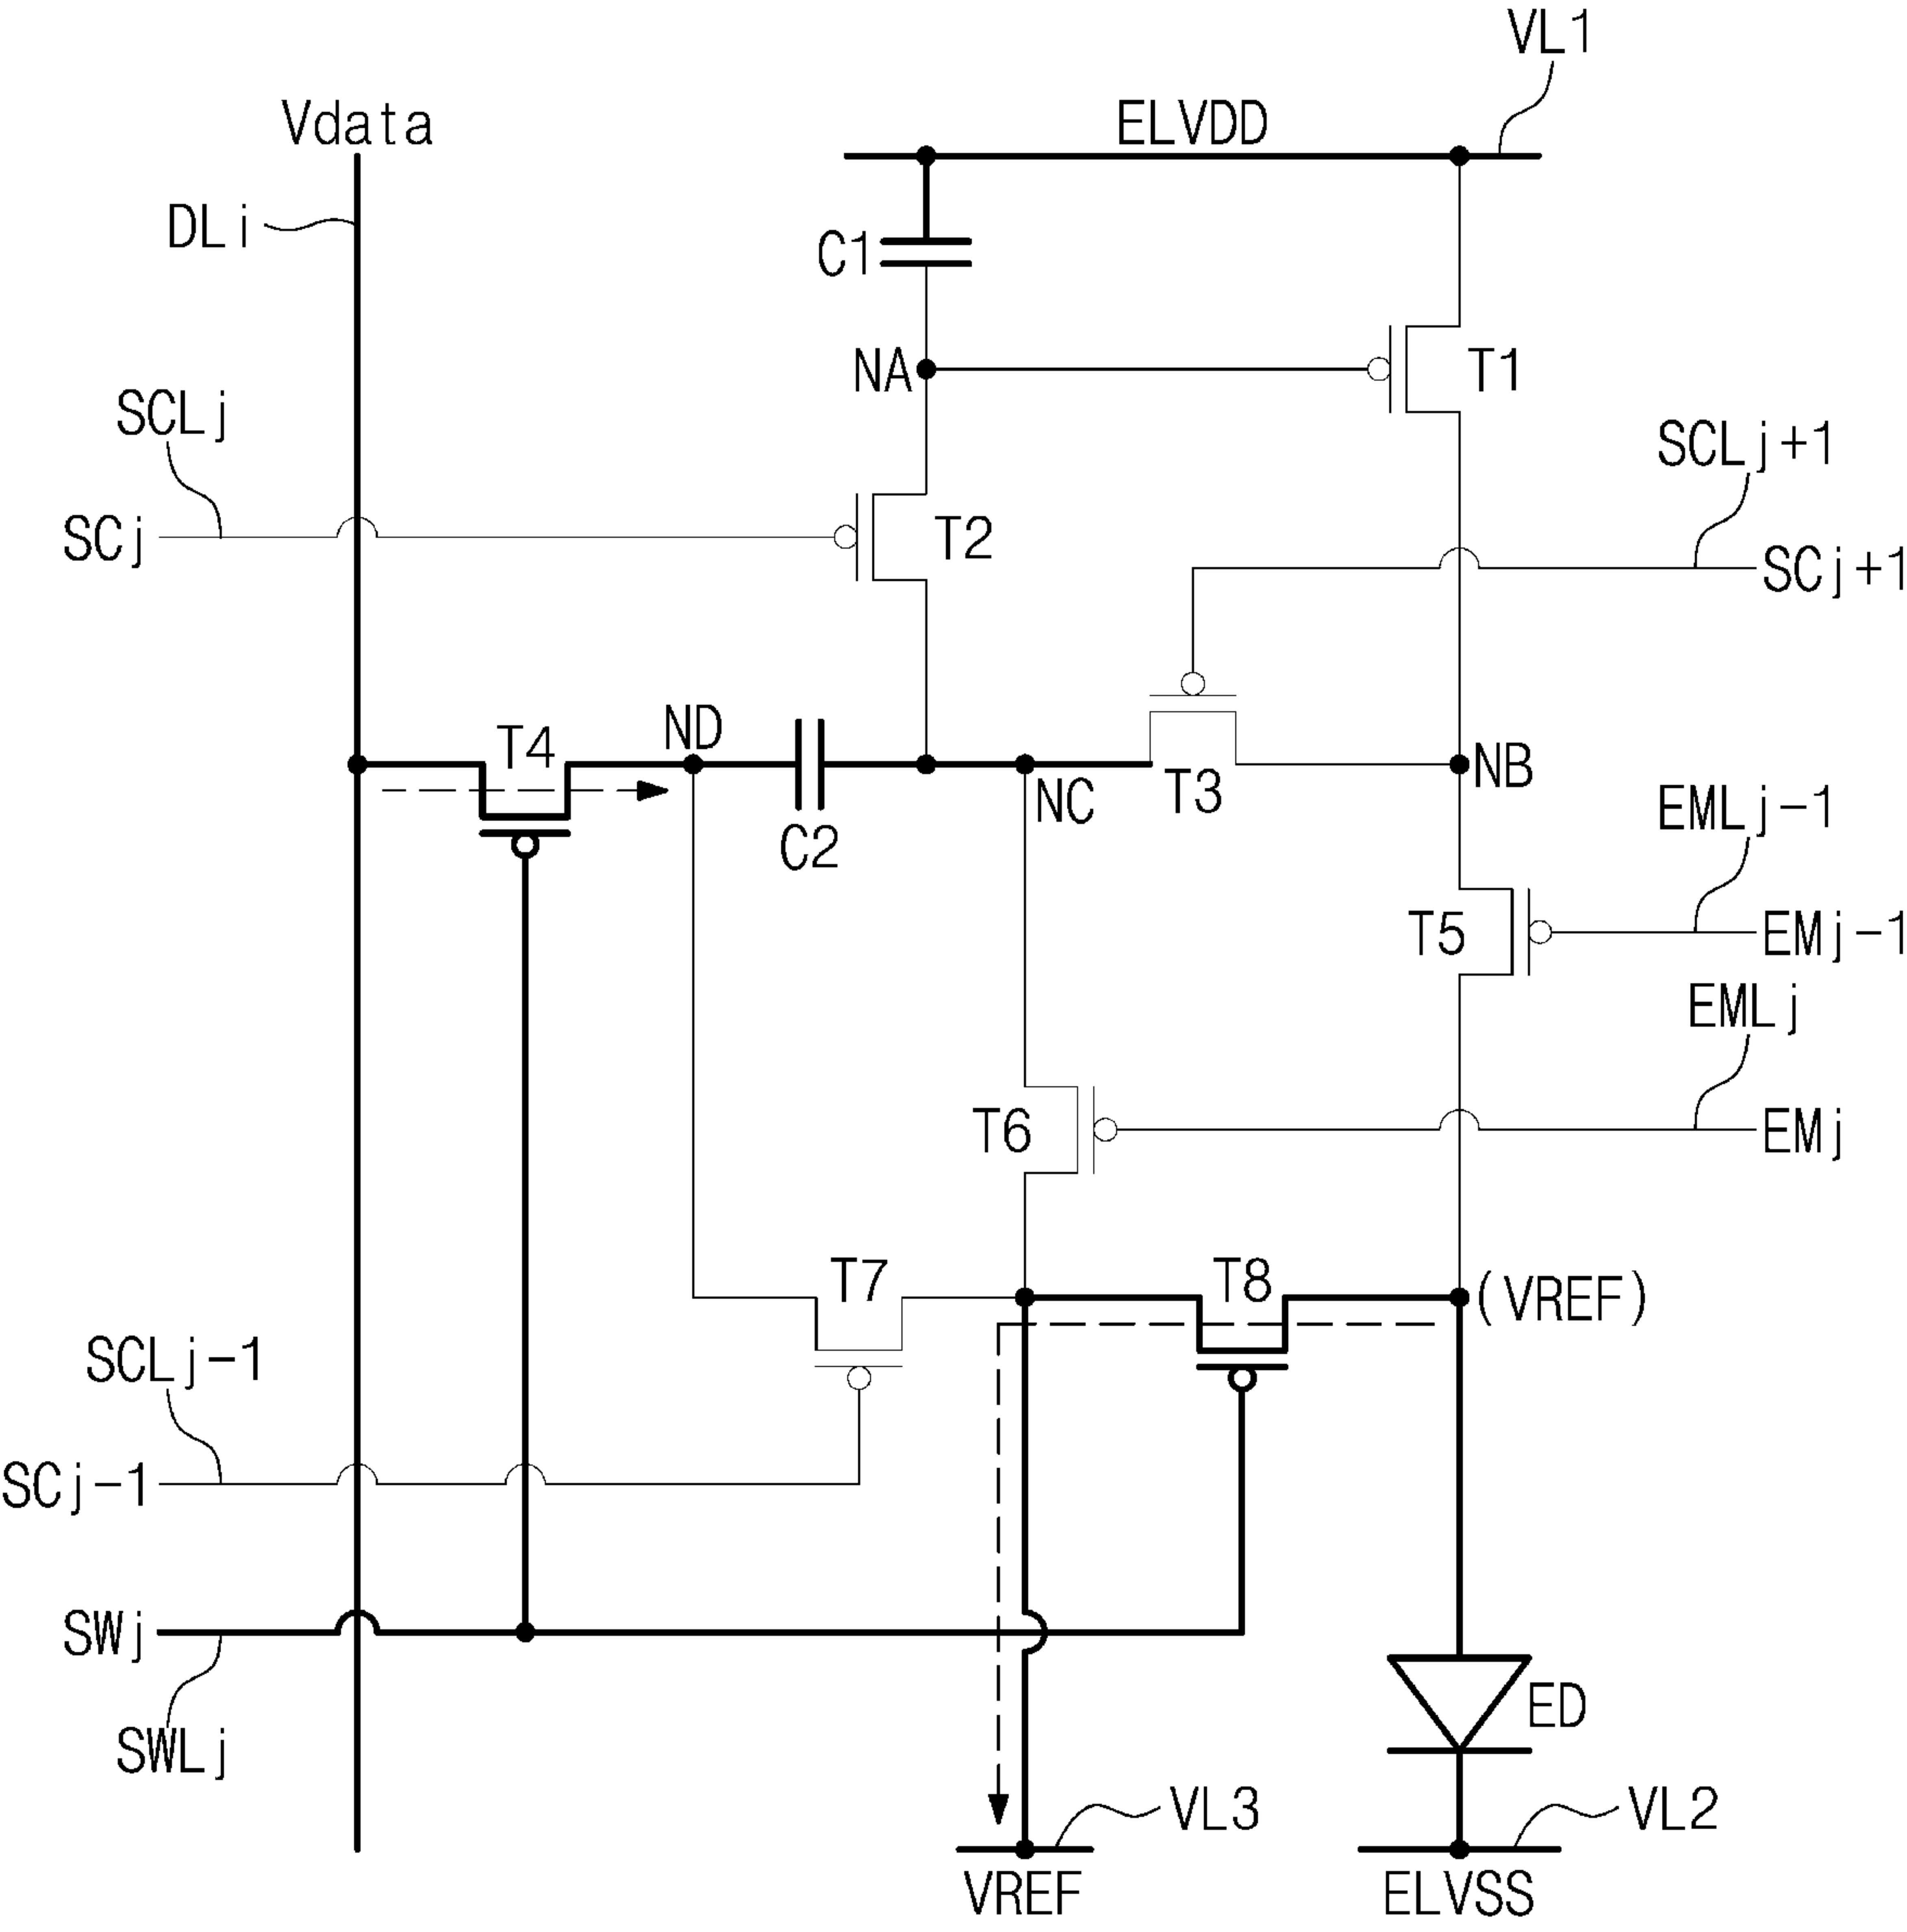 VL1
Vdata
ELVDD
DLi
C1
NA
T1
SCLj
SCLj+1
SCj
T2
SCj+1
T4
ND
NC
T3
NB
C2
EMLj-1
T5
EMj-1
EMLj
T6
EMj
T7
T8
(VREF)
SCLj-1
SCj-1
SWj
ED
SWLj
VL3
VL2
VREF
ELVSS